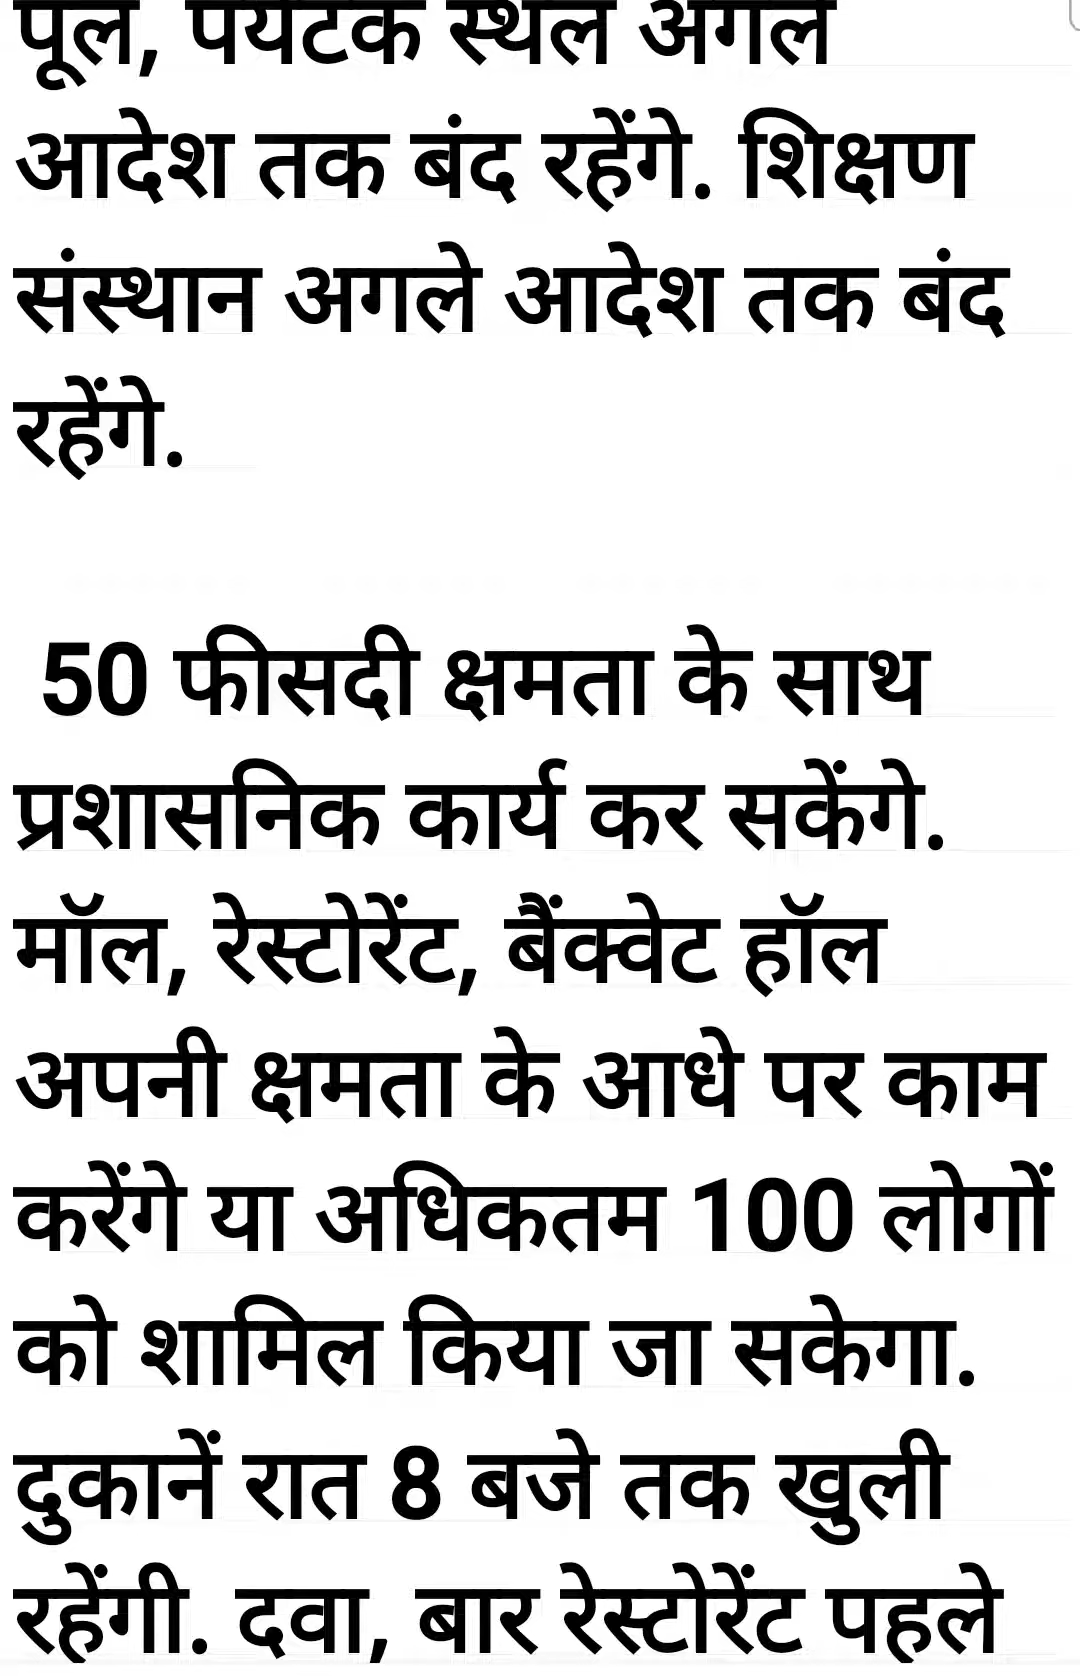 पूल, पर्यटक स्थल अगले
आदेश तक बंद रहेंगे. शिक्षण
संस्थान अगले आदेश तक बंद
रहेंगे.
50 फीसदी क्षमता के साथ
प्रशासनिक कार्य कर सकेंगे.
मॉल, रेस्टोरेंट, बैंक्वेट हॉल
अपनी क्षमता के आधे पर काम
करेंगे या अधिकतम 100 लोगों
को शामिल किया जा सकेगा.
दुकानें रात 8 बजे तक खुली
रहेंगी. दवा, बार रेस्टोरेंट पहले